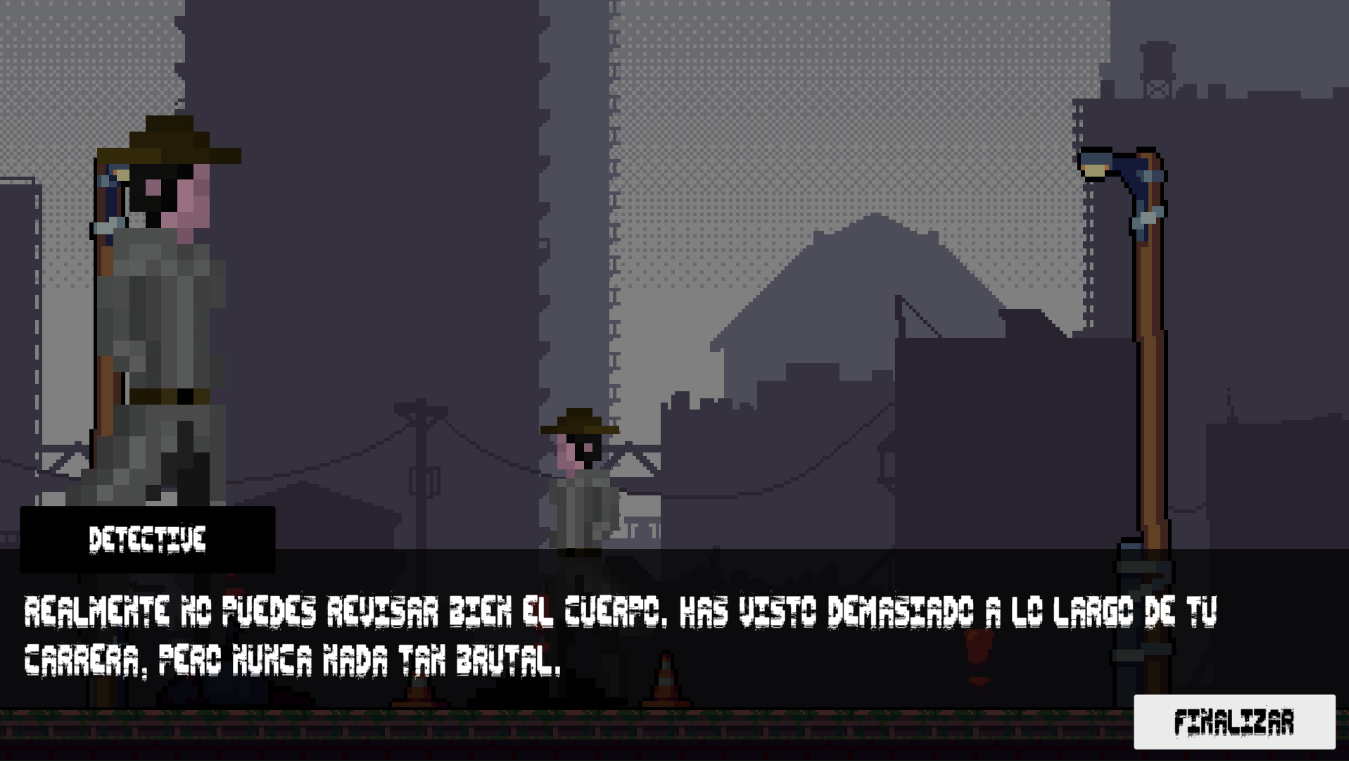 DETECTIVE
REALMENTE NO PUEDES REVISAR BIEN EL CUERPO. HAS VISTO DEMASIADO A LO LARGO DE TU
CARRERA, PERO NUNCA NADA TAN BRUTAL.
FINALIZAR